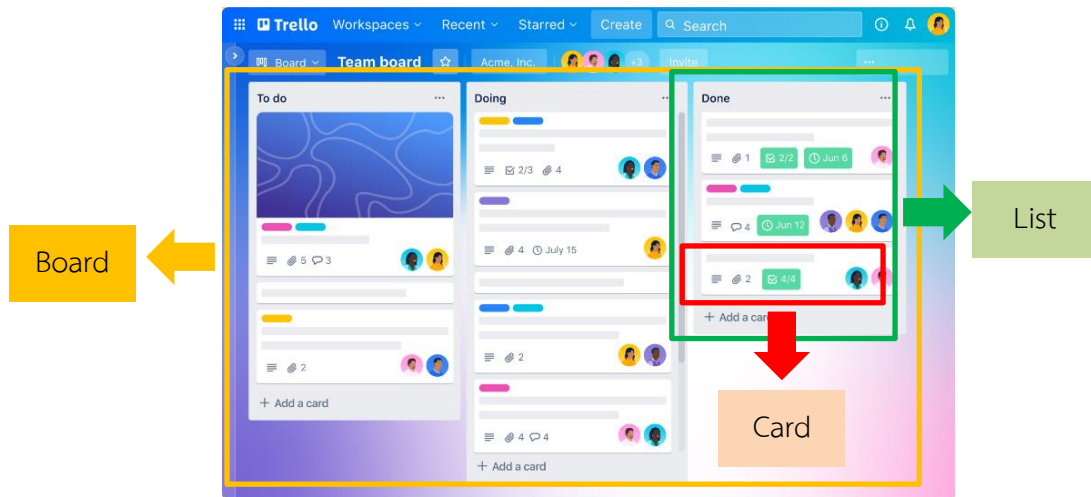 Trello Workspaces Recent Starred Create Search
Board Team board Acme, Inc. +3 Invite
To do
5 3
2
+ Add a card
Doing
2/3 4
4 July 15
2
4 4
+ Add a card
Done
1 2/2 Jun 6
4 Jun 12
2 4/4
+ Add a card
Board
List
Card